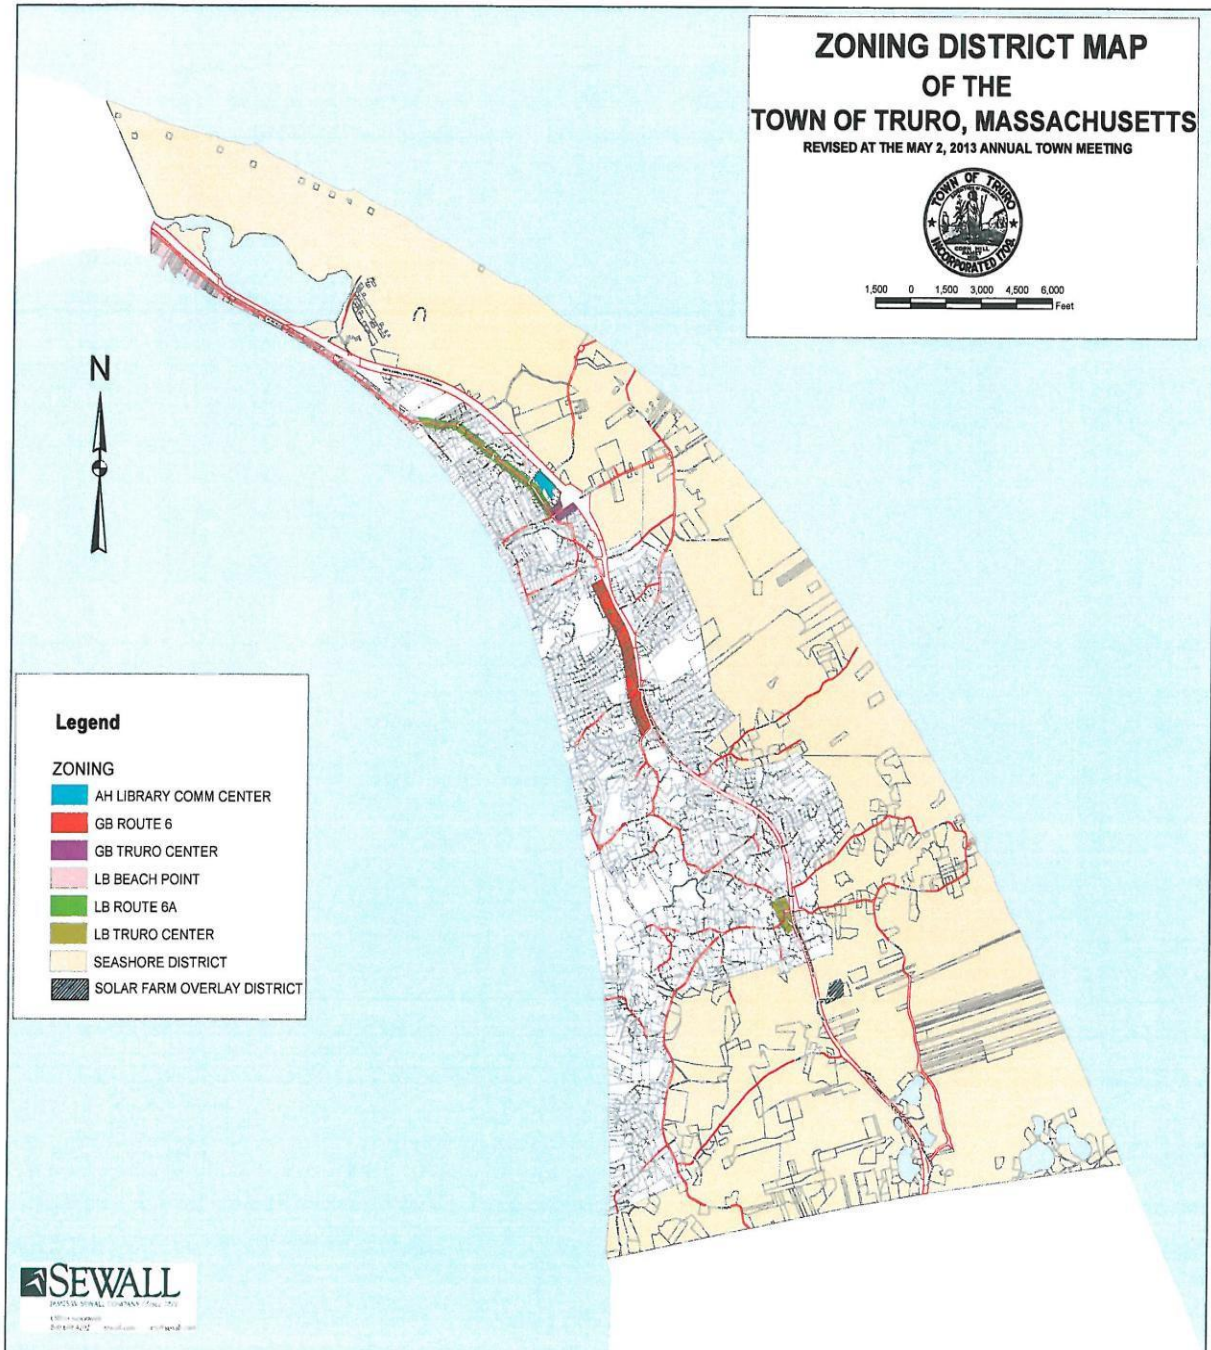 ZONING DISTRICT MAP
OF THE
TOWN OF TRURO, MASSACHUSETTS
REVISED AT THE MAY 2, 2013 ANNUAL TOWN MEETING
TOWN OF TRURO
CORN HILL
INCORPORATED 1709.
1,500 0 1,500 3,000 4,500 6,000
Feet
N
Legend
ZONING
AH LIBRARY COMM CENTER
GB ROUTE 6
GB TRURO CENTER
LB BEACH POINT
LB ROUTE 6A
LB TRURO CENTER
SEASHORE DISTRICT
SOLAR FARM OVERLAY DISTRICT
SEWALL